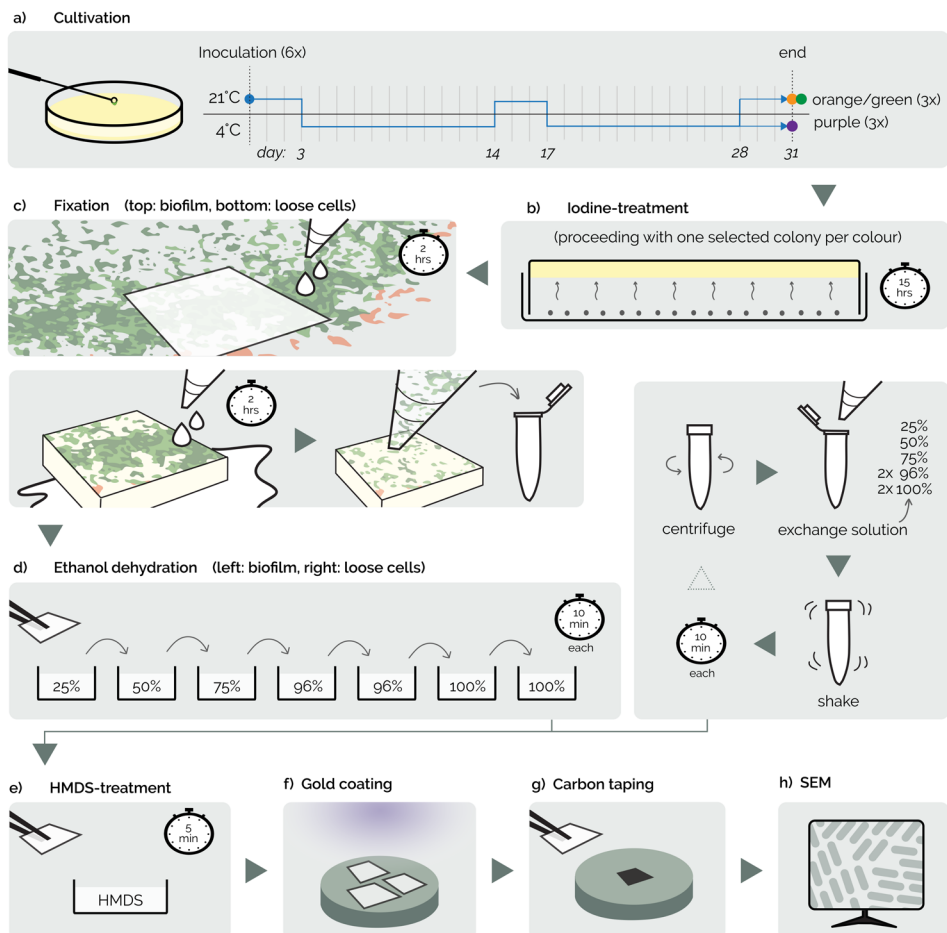 a) Cultivation
Inoculation (6x)
end
21°C
orange/green (3x)
4°C
purple (3x)
day: 3 14 17 28 31
c) Fixation (top: biofilm, bottom: loose cells)
2
hrs
b) Iodine-treatment
(proceeding with one selected colony per colour)
15
hrs
2
hrs
centrifuge
exchange solution
25%
50%
75%
2x 96%
2x 100%
10
min
each
shake
d) Ethanol dehydration (left: biofilm, right: loose cells)
10
min
each
25% 50% 75% 96% 96% 100% 100%
e) HMDS-treatment
5
min
HMDS
f) Gold coating
g) Carbon taping
h) SEM